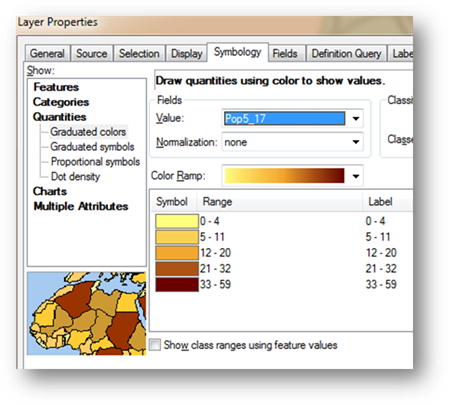 Layer Properties
General Source Selection Display Symbology Fields Definition Query
Show:
Features
Categories
Quantities
Graduated colors
Graduated symbols
Proportional symbols
Dot density
Charts
Multiple Attributes
Draw quantities using color to show values.
Fields
Value: Pop5_17
Normalization: none
Color Ramp:
Symbol Range Label
0 - 4 0 - 4
5 - 11 5 - 11
12 - 20 12 - 20
21 - 32 21 - 32
33 - 59 33 - 59
Show class ranges using feature values